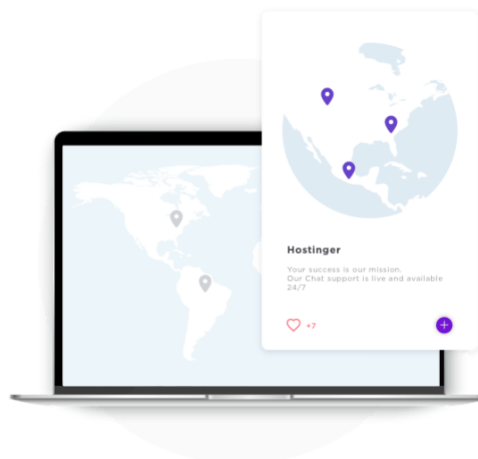 Hostinger
Your success is our mission.
Our Chat support is live and available
24/7
+7